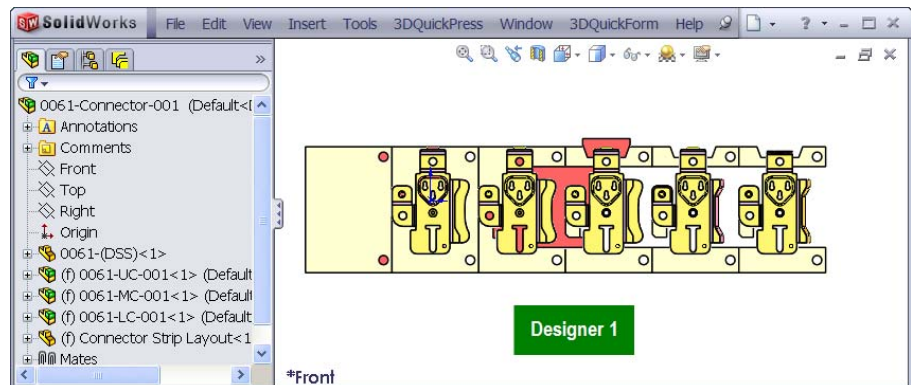 SolidWorks File Edit View Insert Tools 3DQuickPress Window 3DQuickForm Help ?
»
0061-Connector-001 (Default<[
A Annotations
Comments
Front
Top
Right
Origin
0061-(DSS)<1>
(f) 0061-UC-001<1> (Default
(f) 0061-MC-001<1> (Default
(f) 0061-LC-001<1> (Default
(f) Connector Strip Layout<1
Mates
Designer 1
*Front